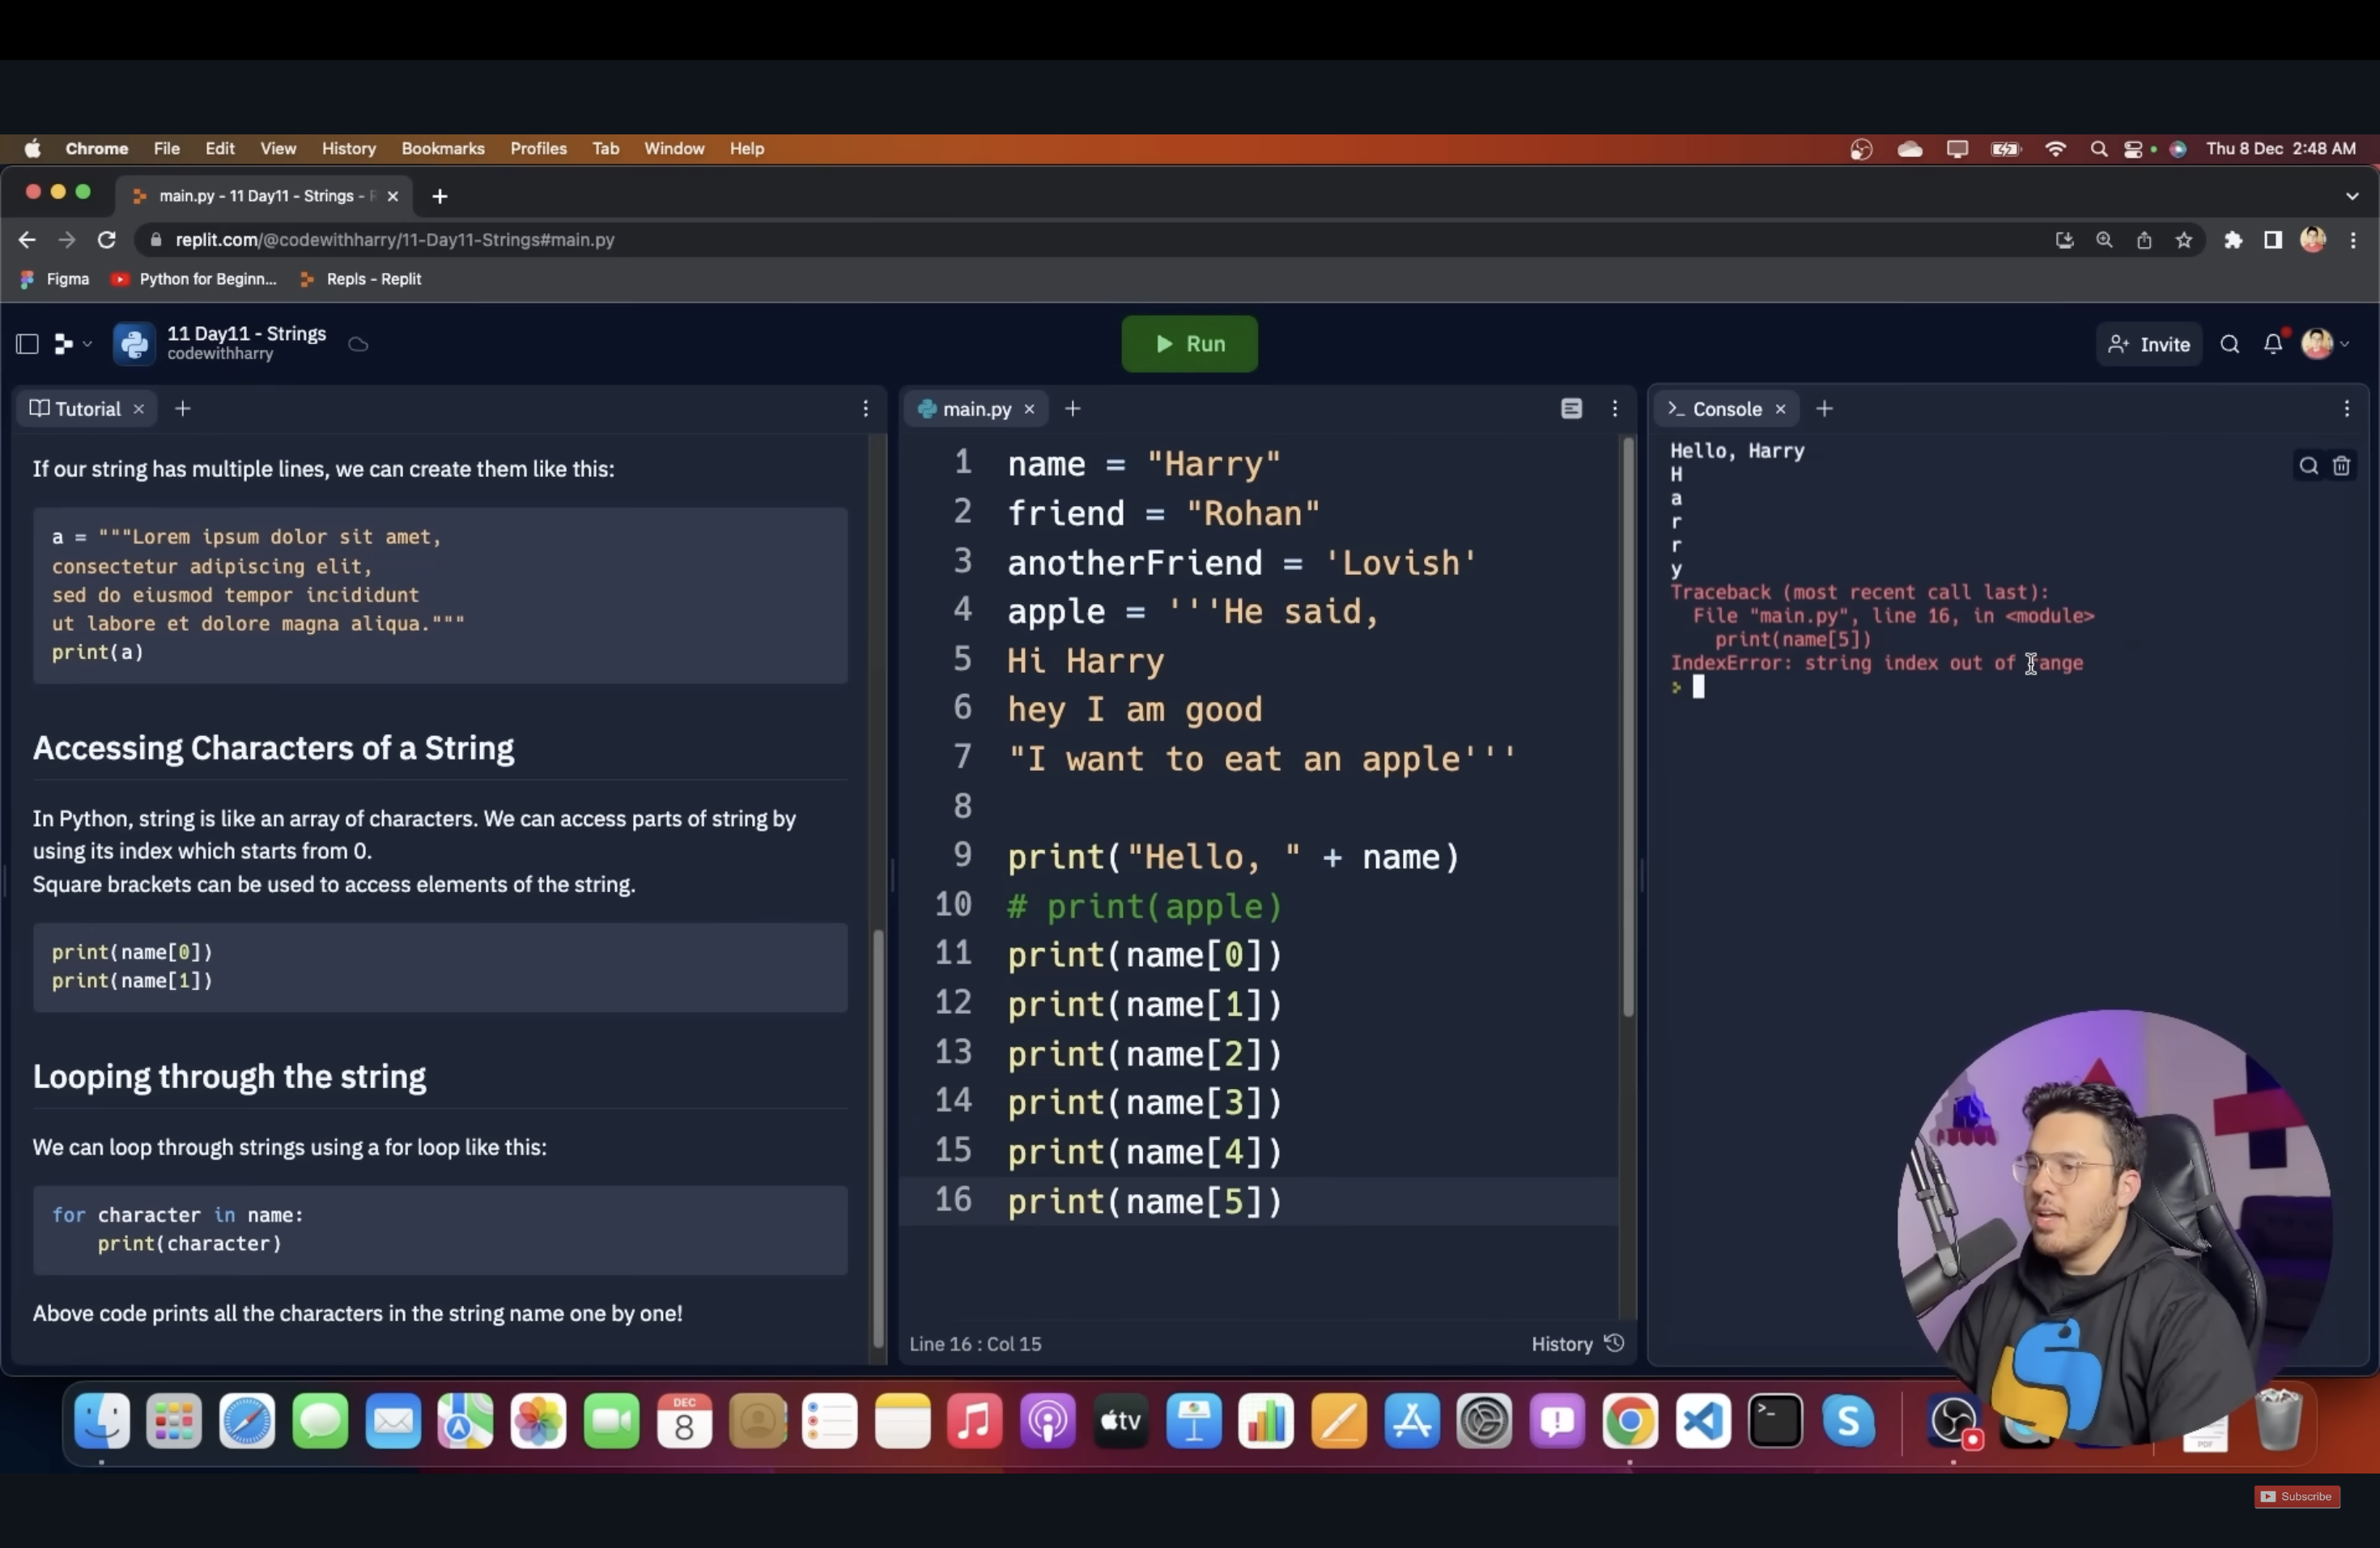 Chrome File Edit View History Bookmarks Profiles Tab Window Help Thu 8 Dec 2:48 AM
main.py - 11 Day11 - Strings -
replit.com/@codewithharry/11-Day11-Strings#main.py
Figma Python for Beginn... Repls - Replit
11 Day11 - Strings
codewithharry
Run
Invite
Tutorial
If our string has multiple lines, we can create them like this:
a = """Lorem ipsum dolor sit amet,
consectetur adipiscing elit,
sed do eiusmod tempor incididunt
ut labore et dolore magna aliqua."""
print(a)
Accessing Characters of a String
In Python, string is like an array of characters. We can access parts of string by
using its index which starts from 0.
Square brackets can be used to access elements of the string.
print(name[0])
print(name[1])
Looping through the string
We can loop through strings using a for loop like this:
for character in name:
    print(character)
Above code prints all the characters in the string name one by one!
main.py
1 name = "Harry"
2 friend = "Rohan"
3 anotherFriend = 'Lovish'
4 apple = '''He said,
5 Hi Harry
6 hey I am good
7 "I want to eat an apple'''
8
9 print("Hello, " + name)
10 # print(apple)
11 print(name[0])
12 print(name[1])
13 print(name[2])
14 print(name[3])
15 print(name[4])
16 print(name[5])
Line 16 : Col 15 History
Console
Hello, Harry
H
a
r
r
y
Traceback (most recent call last):
  File "main.py", line 16, in <module>
    print(name[5])
IndexError: string index out of range
DEC
8
tv
PDF
Subscribe